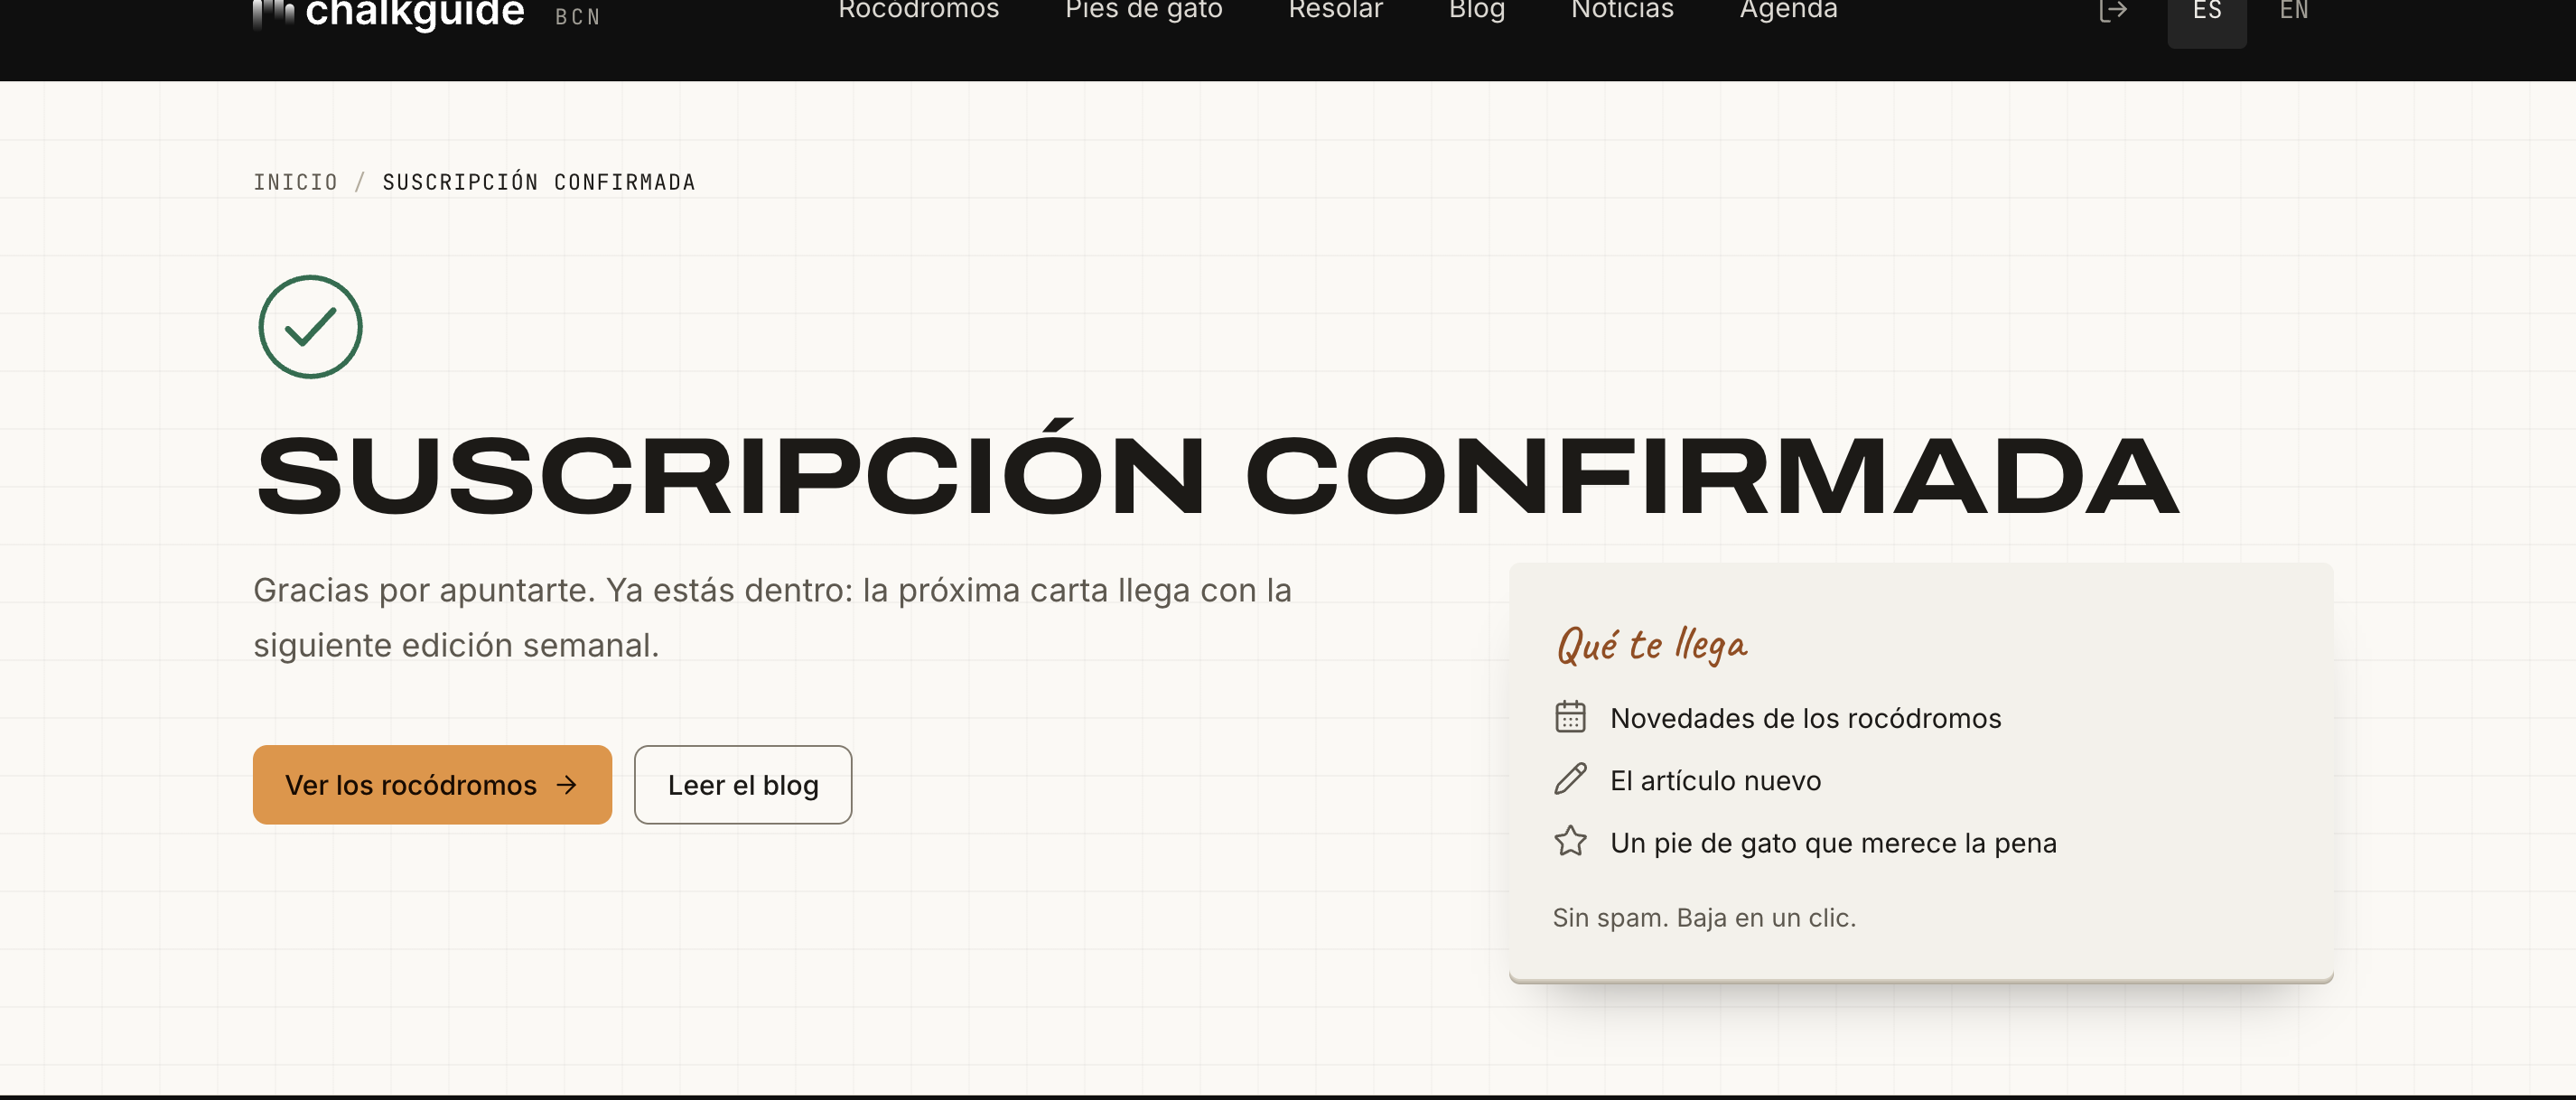 chalkguide BCN Rocódromos Pies de gato Resolar Blog Noticias Agenda ES EN
INICIO / SUSCRIPCIÓN CONFIRMADA
SUSCRIPCIÓN CONFIRMADA
Gracias por apuntarte. Ya estás dentro: la próxima carta llega con la
siguiente edición semanal.
Ver los rocódromos →
Leer el blog
Qué te llega
Novedades de los rocódromos
El artículo nuevo
Un pie de gato que merece la pena
Sin spam. Baja en un clic.